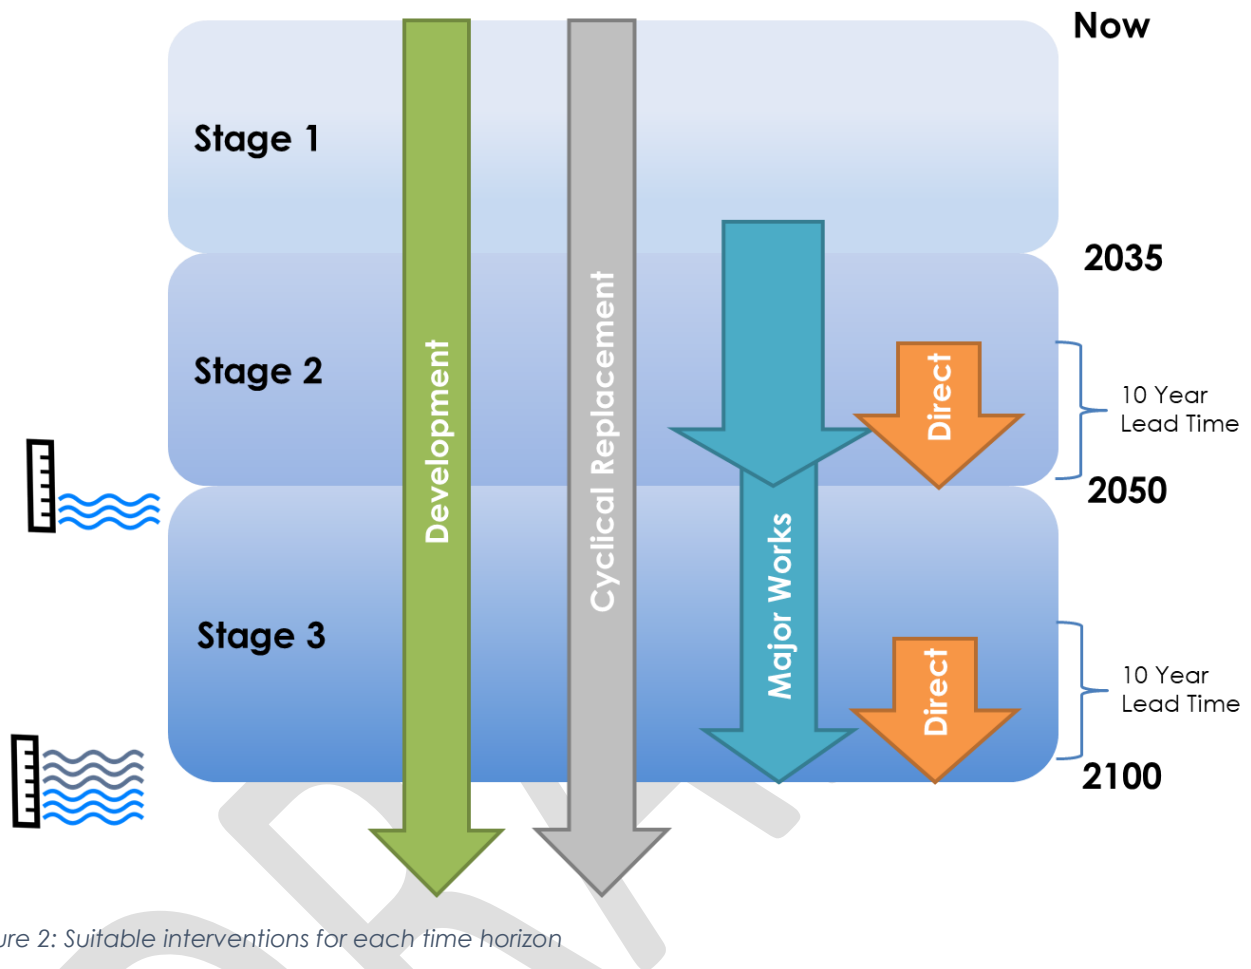 Now
Stage 1
2035
Stage 2
Development
Cyclical Replacement
Direct
10 Year
Lead Time
2050
Stage 3
Major Works
Direct
10 Year
Lead Time
2100
ure 2: Suitable interventions for each time horizon